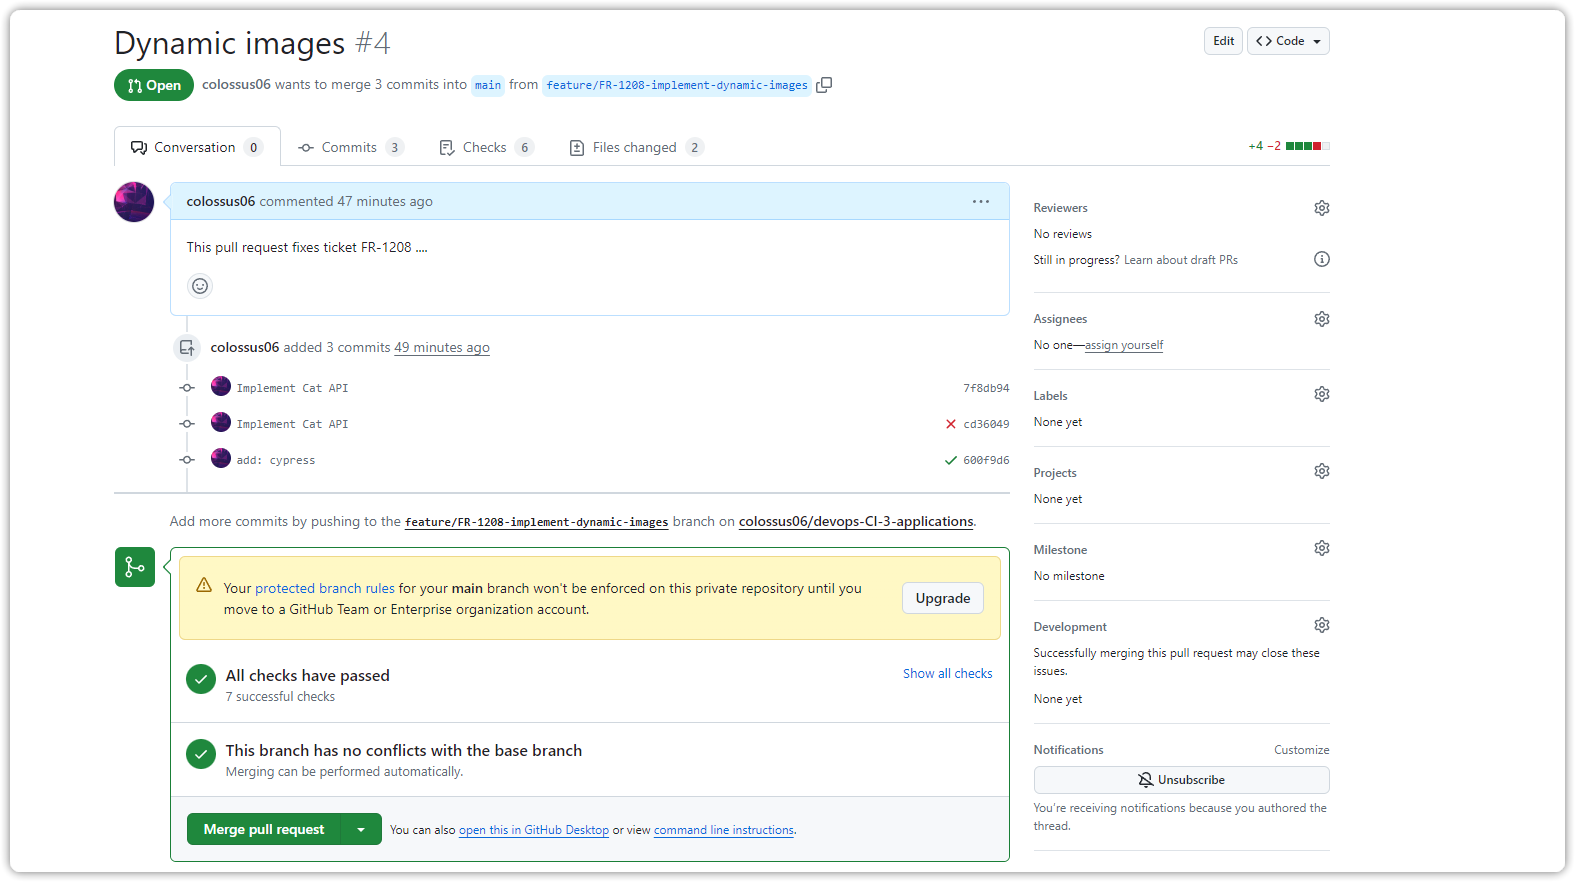 Dynamic images #4
Edit
Code
Open
colossus06 wants to merge 3 commits into main from feature/FR-1208-implement-dynamic-images
Conversation 0
Commits 3
Checks 6
Files changed 2
+4 −2
colossus06 commented 47 minutes ago
This pull request fixes ticket FR-1208 ....
colossus06 added 3 commits 49 minutes ago
Implement Cat API 7f8db94
Implement Cat API cd36049
add: cypress 600f9d6
Add more commits by pushing to the feature/FR-1208-implement-dynamic-images branch on colossus06/devops-CI-3-applications.
Your protected branch rules for your main branch won't be enforced on this private repository until you
move to a GitHub Team or Enterprise organization account.
Upgrade
All checks have passed
7 successful checks
Show all checks
This branch has no conflicts with the base branch
Merging can be performed automatically.
Merge pull request
You can also open this in GitHub Desktop or view command line instructions.
Reviewers
No reviews
Still in progress? Learn about draft PRs
Assignees
No one—assign yourself
Labels
None yet
Projects
None yet
Milestone
No milestone
Development
Successfully merging this pull request may close these
issues.
None yet
Notifications
Customize
Unsubscribe
You're receiving notifications because you authored the
thread.